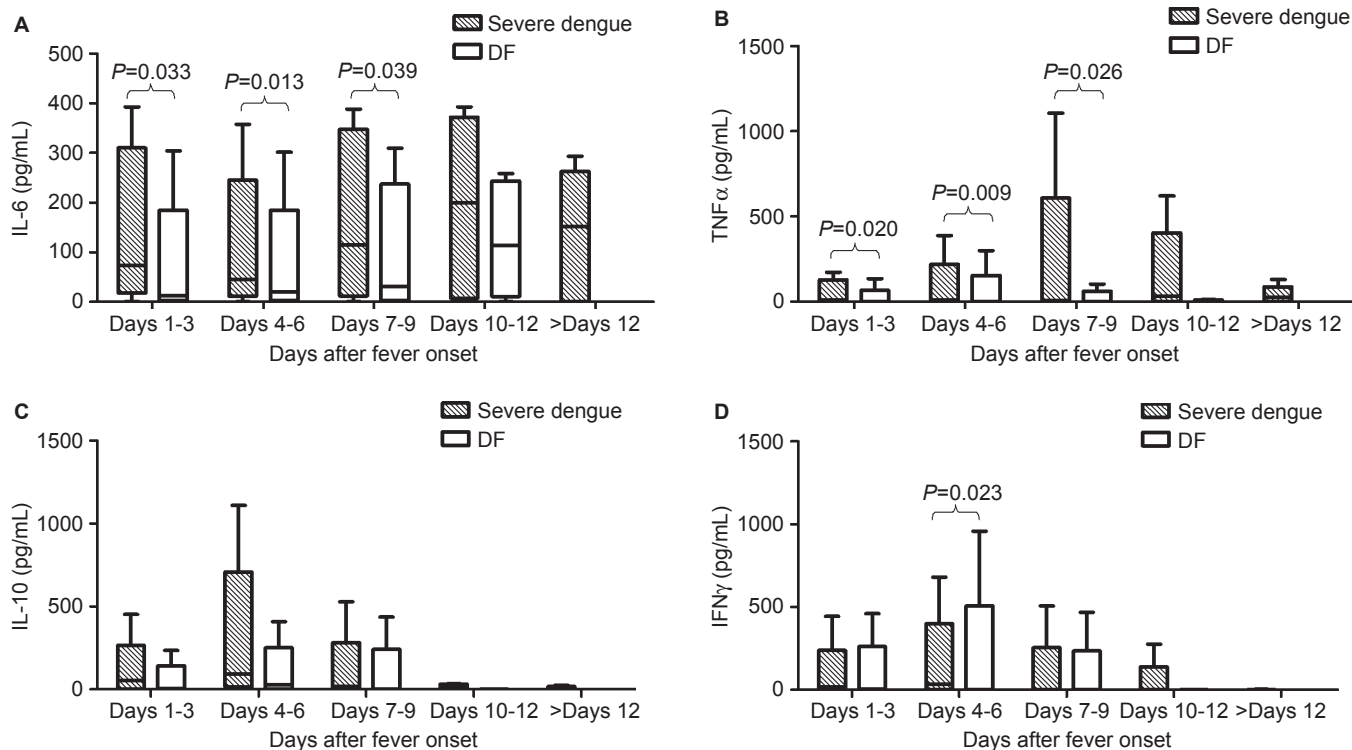 A
Severe dengue
DF
500
400
300
200
100
0
IL-6 (pg/mL)
P=0.033
P=0.013
P=0.039
Days 1-3 Days 4-6 Days 7-9 Days 10-12 >Days 12
Days after fever onset
B
Severe dengue
DF
1500
1000
500
0
TNFα (pg/mL)
P=0.020
P=0.009
P=0.026
Days 1-3 Days 4-6 Days 7-9 Days 10-12 >Days 12
Days after fever onset
C
Severe dengue
DF
1500
1000
500
0
IL-10 (pg/mL)
Days 1-3 Days 4-6 Days 7-9 Days 10-12 >Days 12
Days after fever onset
D
Severe dengue
DF
1500
1000
500
0
IFNγ (pg/mL)
P=0.023
Days 1-3 Days 4-6 Days 7-9 Days 10-12 >Days 12
Days after fever onset